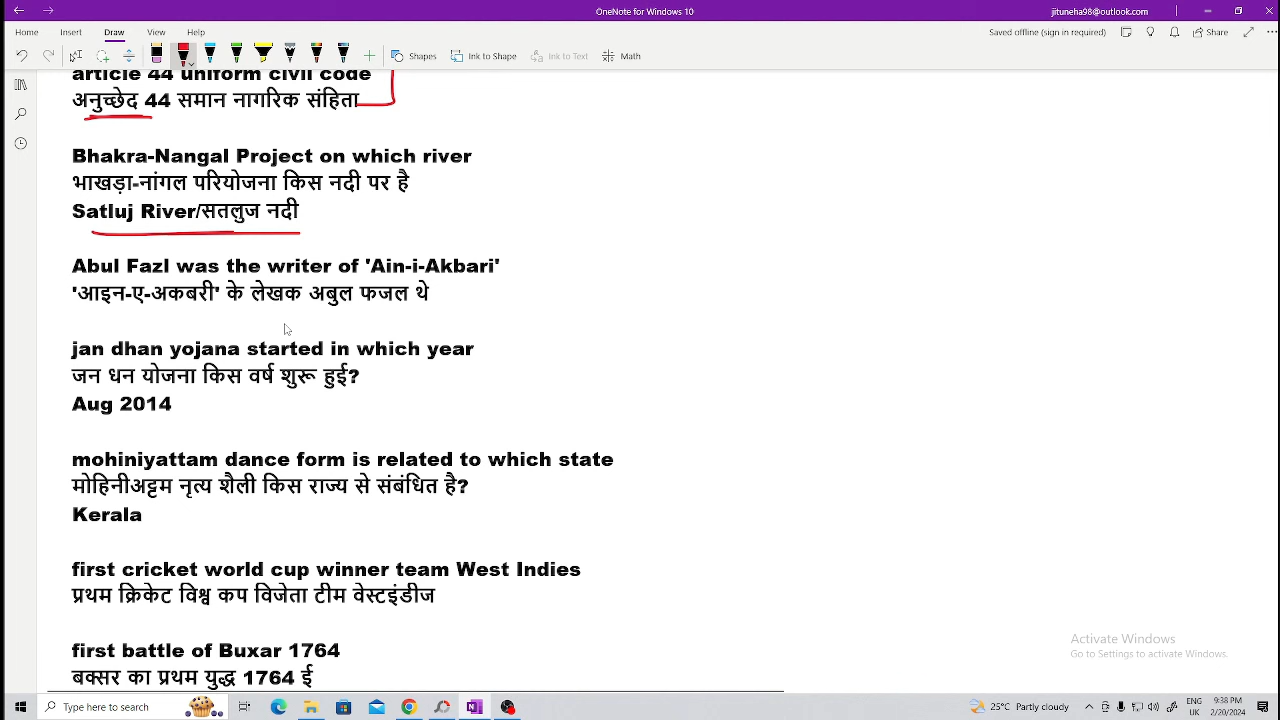 OneNote for Windows 10
jituneha36@outlook.com
Home Insert Draw View Help
Saved offline (sign in required)
Share
Shapes
Ink to Shape
Ink to Text
Math
article 44 uniform civil code
अनुच्छेद 44 समान नागरिक संहिता
Bhakra-Nangal Project on which river
भाखड़ा-नांगल परियोजना किस नदी पर है
Satluj River/सतलुज नदी
Abul Fazl was the writer of 'Ain-i-Akbari'
'आइन-ए-अकबरी' के लेखक अबुल फजल थे
jan dhan yojana started in which year
जन धन योजना किस वर्ष शुरू हुई?
Aug 2014
mohiniyattam dance form is related to which state
मोहिनीअट्टम नृत्य शैली किस राज्य से संबंधित है?
Kerala
first cricket world cup winner team West Indies
प्रथम क्रिकेट विश्व कप विजेता टीम वेस्टइंडीज
first battle of Buxar 1764
बक्सर का प्रथम युद्ध 1764 ई
Activate Windows
Go to Settings to activate Windows.
Type here to search
25°C Partly cloudy
ENG
UK
9:38 PM
2/20/2024